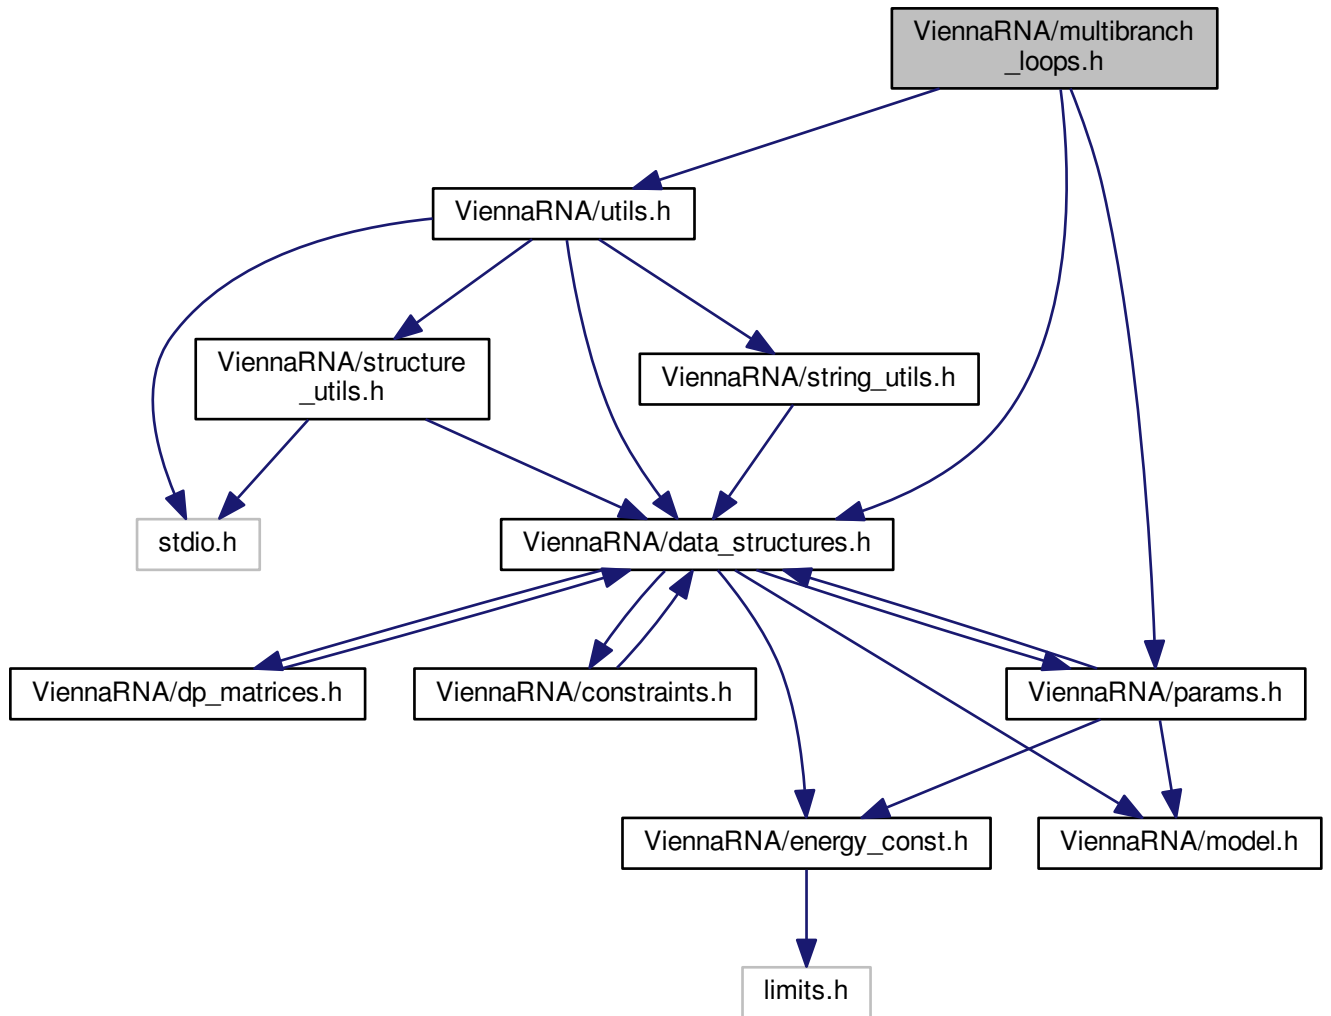 ViennaRNA/multibranch
_loops.h
ViennaRNA/utils.h
ViennaRNA/structure
_utils.h
ViennaRNA/string_utils.h
stdio.h
ViennaRNA/data_structures.h
ViennaRNA/dp_matrices.h
ViennaRNA/constraints.h
ViennaRNA/params.h
ViennaRNA/energy_const.h
ViennaRNA/model.h
limits.h